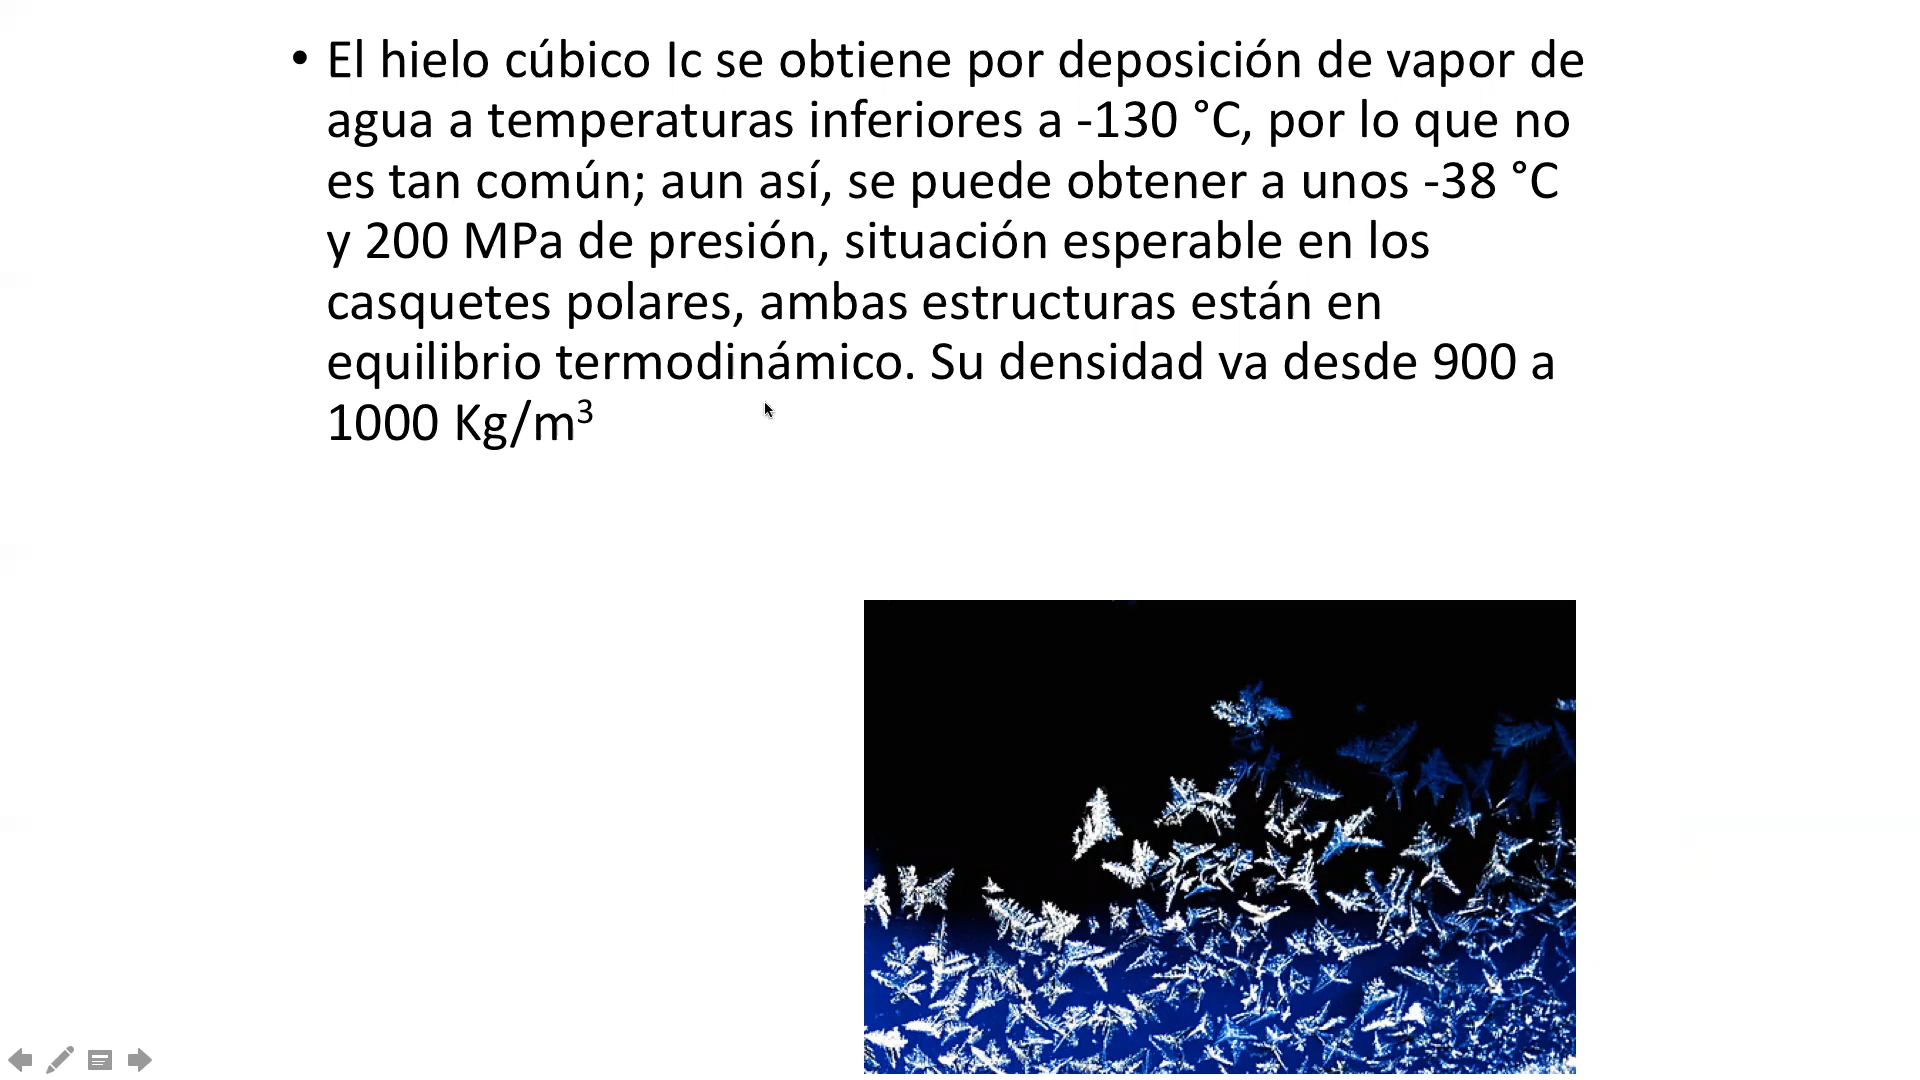 • El hielo cúbico Ic se obtiene por deposición de vapor de
agua a temperaturas inferiores a -130 °C, por lo que no
es tan común; aun así, se puede obtener a unos -38 °C
y 200 MPa de presión, situación esperable en los
casquetes polares, ambas estructuras están en
equilibrio termodinámico. Su densidad va desde 900 a
1000 Kg/m³